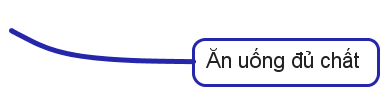 Ăn uống đủ chất